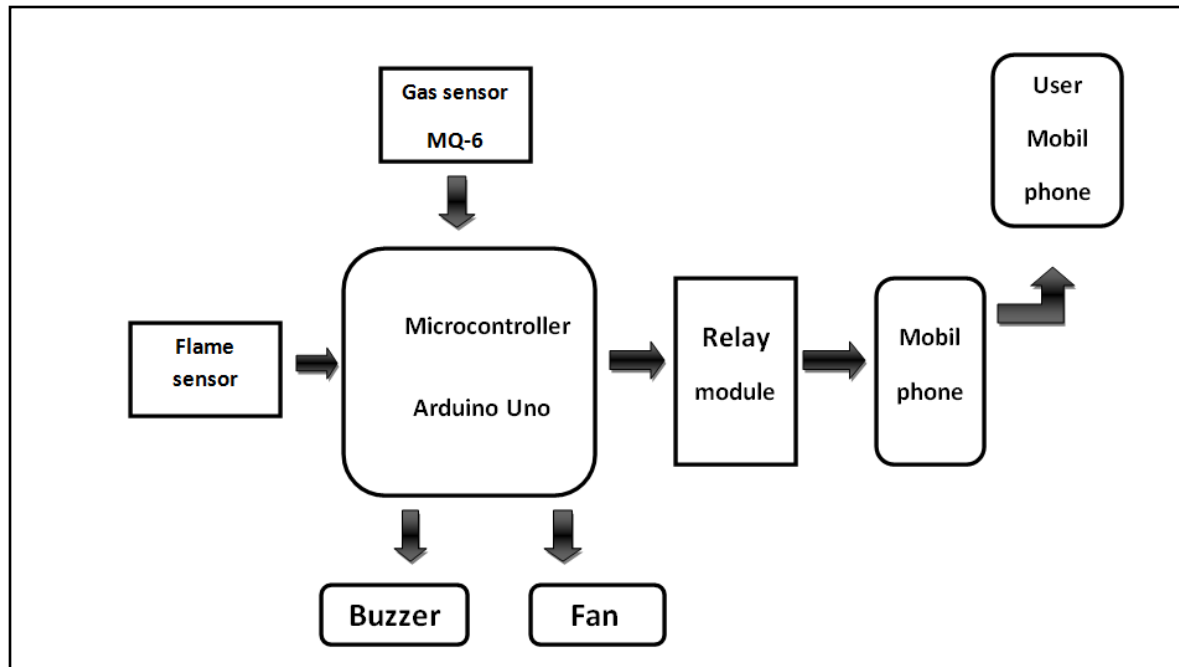 Gas sensor
MQ-6
User
Mobil
phone
Flame
sensor
Microcontroller
Arduino Uno
Relay
module
Mobil
phone
Buzzer
Fan